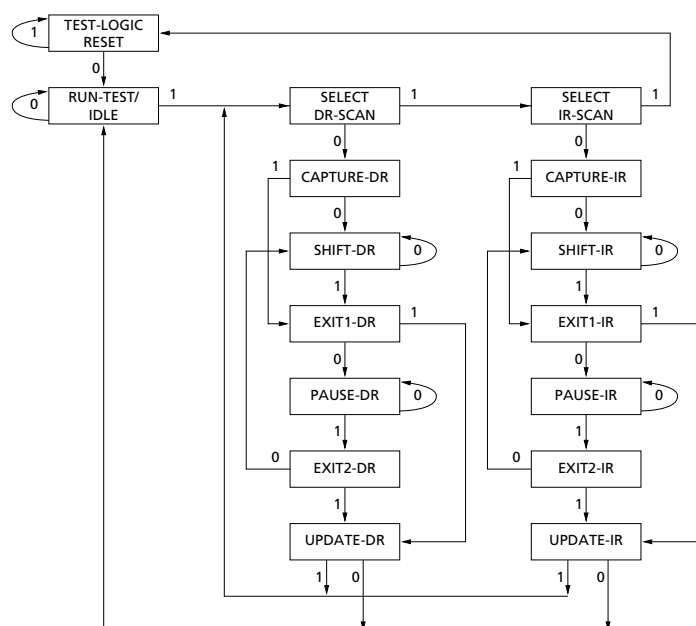 TEST-LOGIC
RESET
1
0
RUN-TEST/
IDLE
0
1
SELECT
DR-SCAN
1
SELECT
IR-SCAN
1
0
0
1
CAPTURE-DR
1
CAPTURE-IR
0
0
SHIFT-DR
0
SHIFT-IR
0
1
1
EXIT1-DR
1
EXIT1-IR
1
0
0
PAUSE-DR
0
PAUSE-IR
0
1
1
0
EXIT2-DR
0
EXIT2-IR
1
1
UPDATE-DR
UPDATE-IR
1
0
1
0